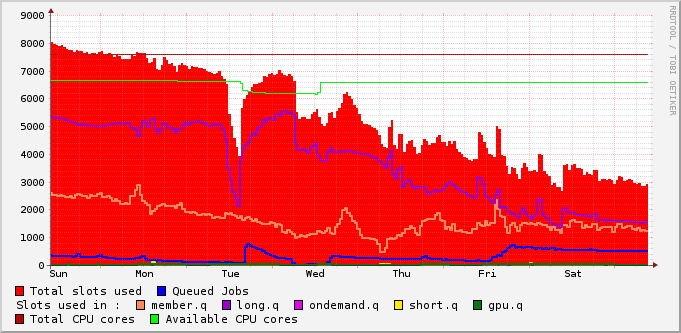 9000
8000
7000
6000
5000
4000
3000
2000
1000
0
Sun Mon Tue Wed Thu Fri Sat
RRDTOOL / TOBI OETIKER
Total slots used Queued Jobs
Slots used in : member.q long.q ondemand.q short.q gpu.q
Total CPU cores Available CPU cores